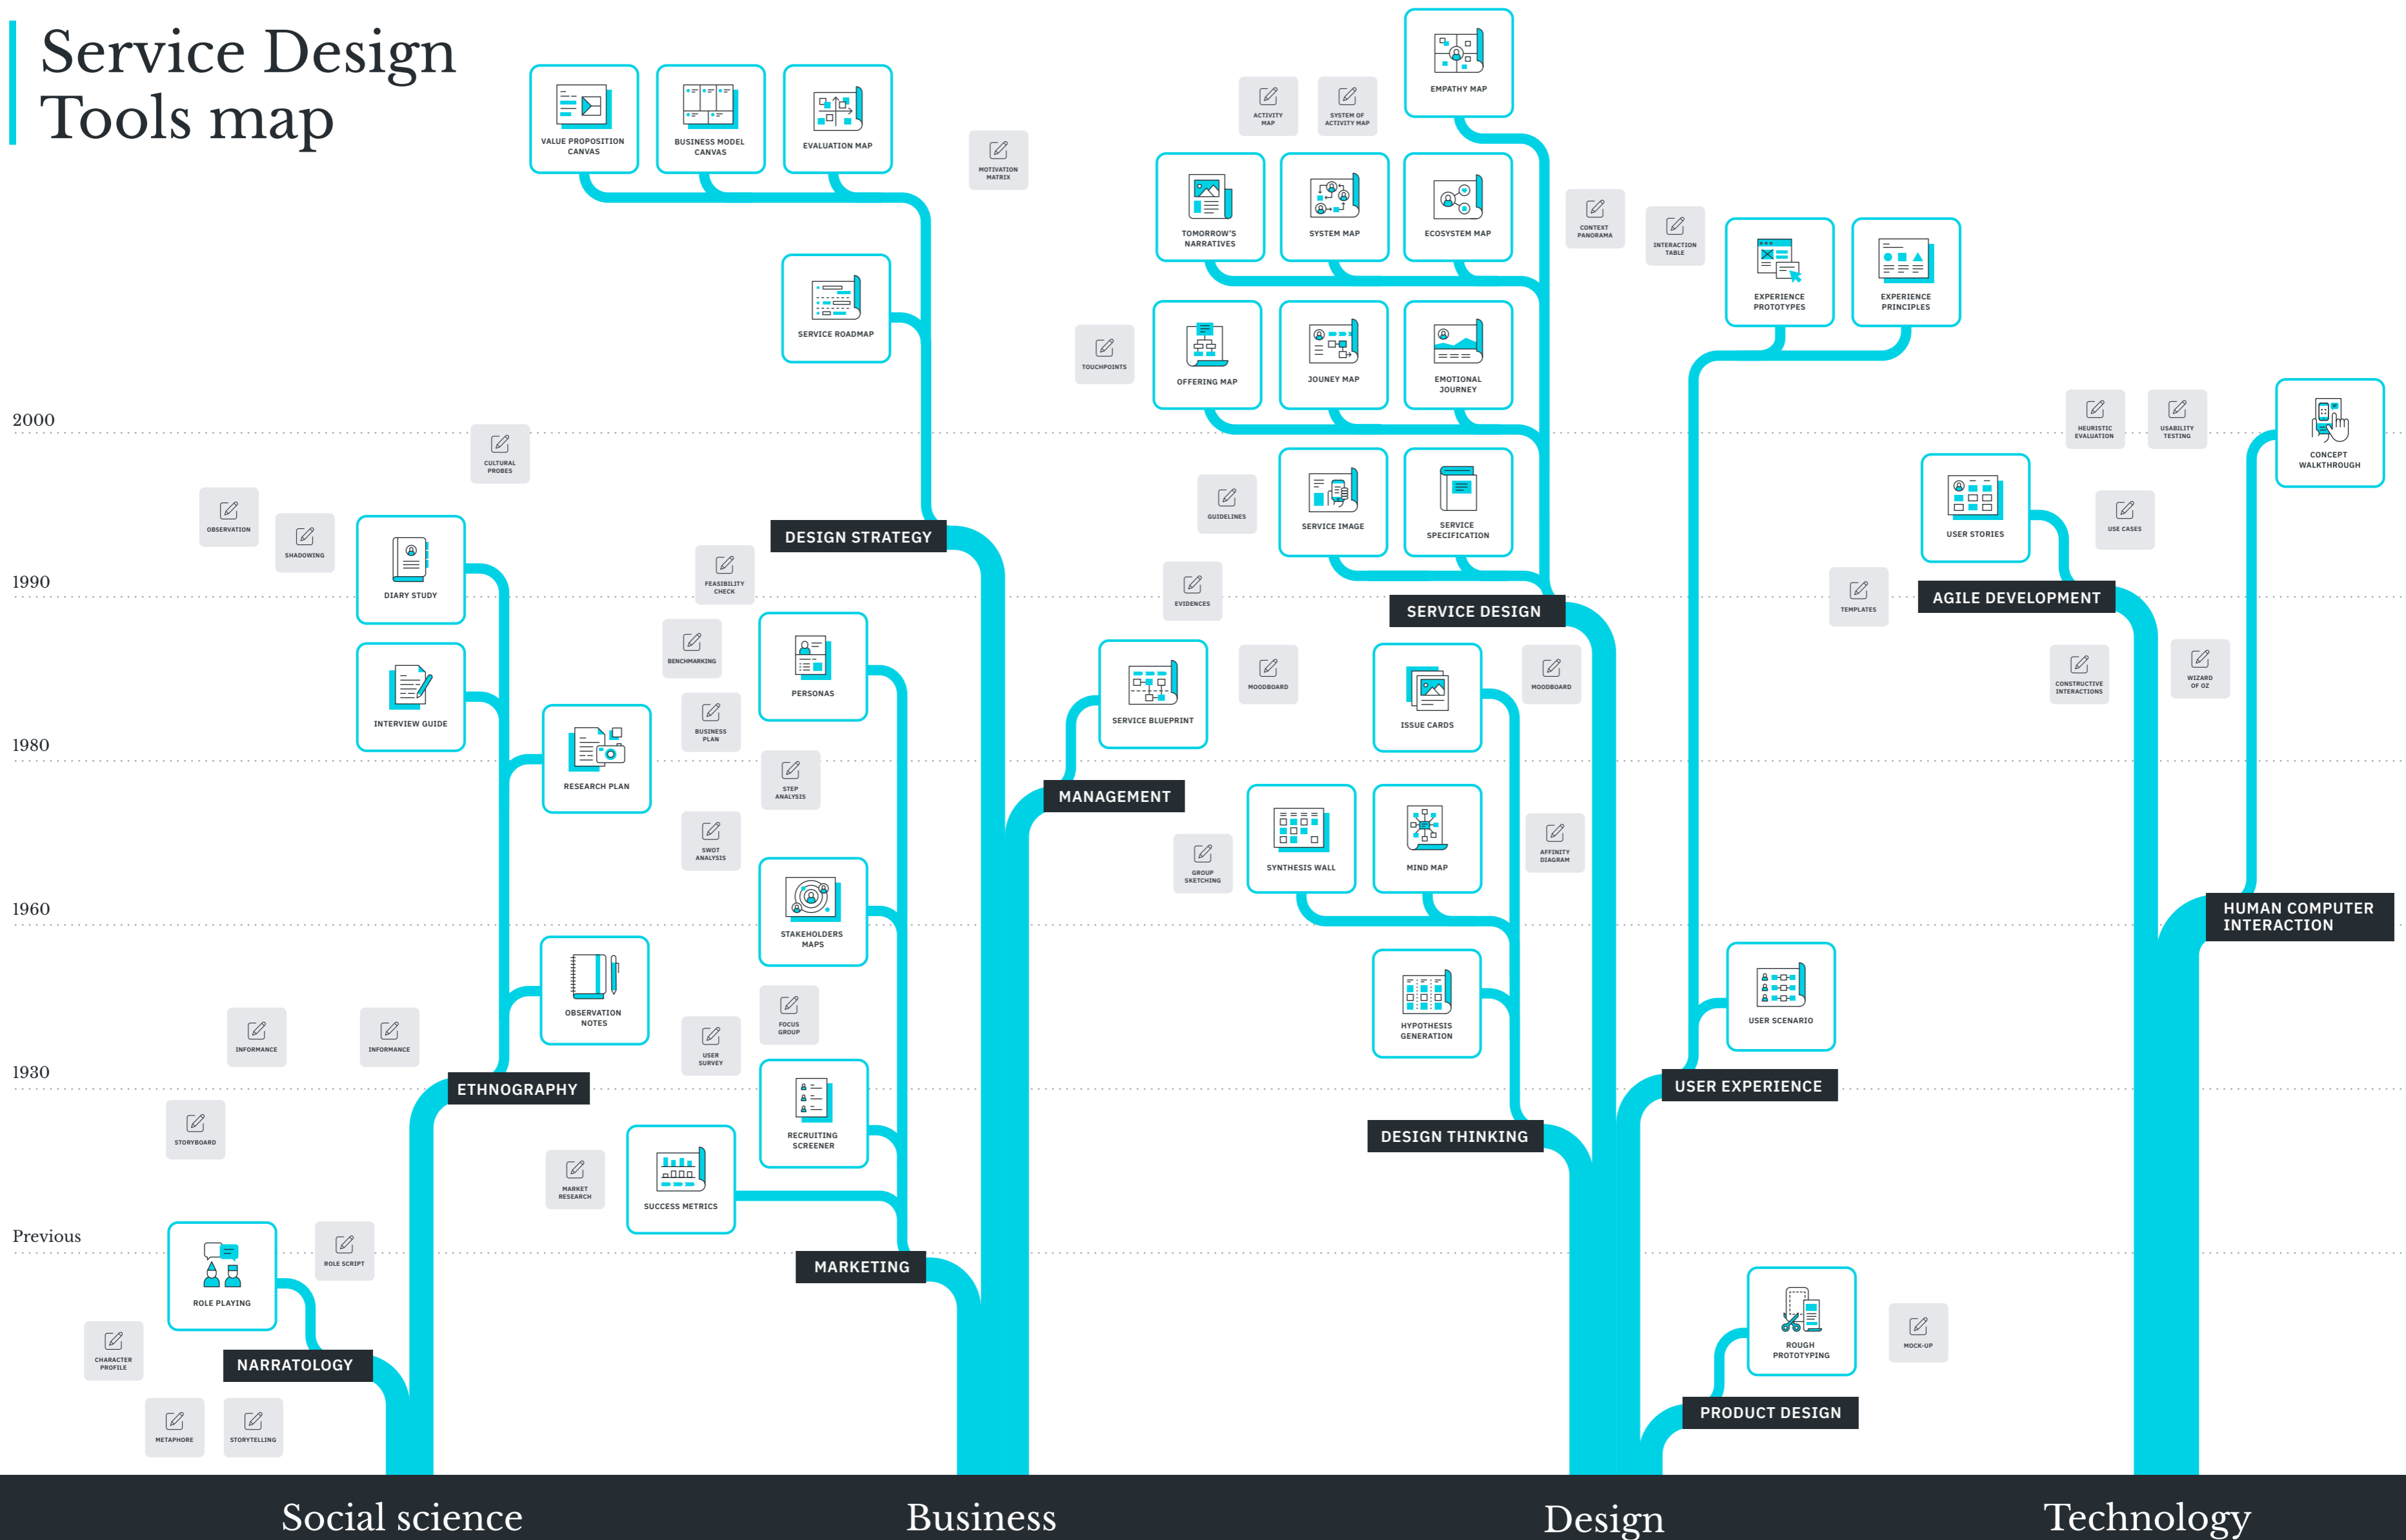 Service Design
Tools map
EMPATHY MAP
ACTIVITY
MAP
SYSTEM OF
ACTIVITY MAP
VALUE PROPOSITION
CANVAS
BUSINESS MODEL
CANVAS
EVALUATION MAP
MOTIVATION
MATRIX
TOMORROW'S
NARRATIVES
SYSTEM MAP
ECOSYSTEM MAP
CONTEXT
PANORAMA
INTERACTION
TABLE
EXPERIENCE
PROTOTYPES
EXPERIENCE
PRINCIPLES
SERVICE ROADMAP
TOUCHPOINTS
OFFERING MAP
JOUNEY MAP
EMOTIONAL
JOURNEY
2000
HEURISTIC
EVALUATION
USABILITY
TESTING
CONCEPT
WALKTHROUGH
CULTURAL
PROBES
OBSERVATION
SHADOWING
GUIDELINES
SERVICE IMAGE
SERVICE
SPECIFICATION
USER STORIES
USE CASES
DESIGN STRATEGY
1990
DIARY STUDY
FEASIBILITY
CHECK
EVIDENCES
SERVICE DESIGN
TEMPLATES
AGILE DEVELOPMENT
BENCHMARKING
PERSONAS
MOODBOARD
MOODBOARD
CONSTRUCTIVE
INTERACTIONS
WIZARD
OF OZ
INTERVIEW GUIDE
BUSINESS
PLAN
SERVICE BLUEPRINT
ISSUE CARDS
1980
RESEARCH PLAN
STEP
ANALYSIS
MANAGEMENT
SWOT
ANALYSIS
GROUP
SKETCHING
SYNTHESIS WALL
MIND MAP
AFFINITY
DIAGRAM
1960
STAKEHOLDERS
MAPS
HUMAN COMPUTER
INTERACTION
OBSERVATION
NOTES
FOCUS
GROUP
HYPOTHESIS
GENERATION
USER SCENARIO
INFORMANCE
INFORMANCE
USER
SURVEY
1930
ETHNOGRAPHY
USER EXPERIENCE
STORYBOARD
RECRUITING
SCREENER
DESIGN THINKING
MARKET
RESEARCH
SUCCESS METRICS
Previous
ROLE PLAYING
ROLE SCRIPT
MARKETING
CHARACTER
PROFILE
NARRATOLOGY
ROUGH
PROTOTYPING
MOCK-UP
METAPHORE
STORYTELLING
PRODUCT DESIGN
Social science
Business
Design
Technology